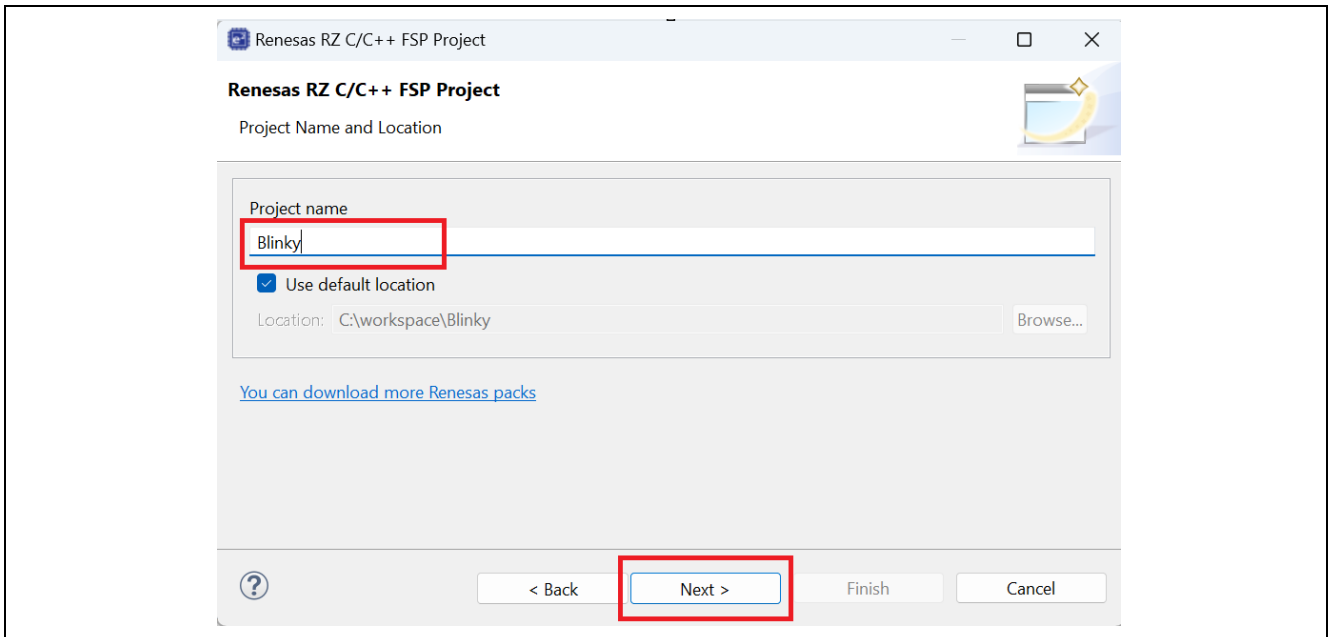 Renesas RZ C/C++ FSP Project
Renesas RZ C/C++ FSP Project
Project Name and Location
Project name
Blinky
Use default location
Location: C:\workspace\Blinky Browse...
You can download more Renesas packs
? < Back Next > Finish Cancel